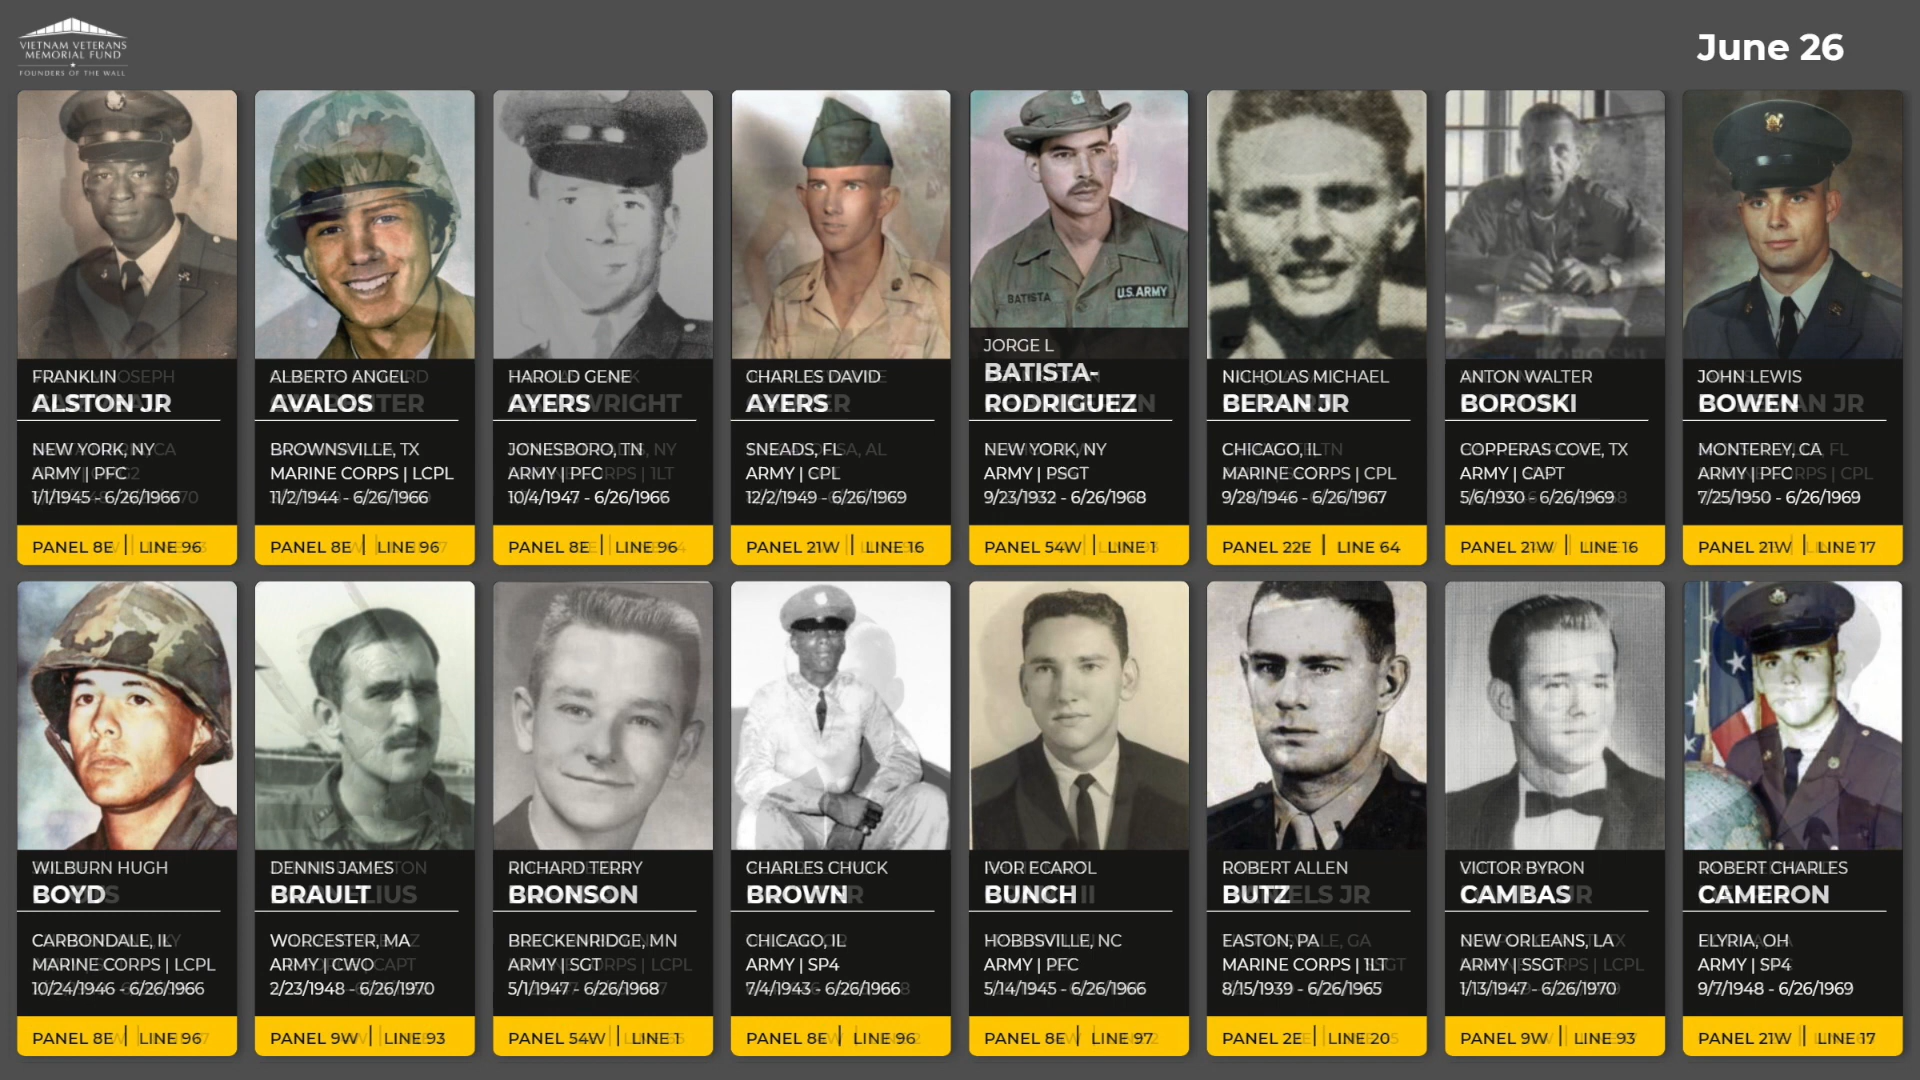 VIETNAM VETERANS
MEMORIAL FUND
FOUNDERS OF THE WALL
June 26
FRANKLIN
ALSTON JR
NEW YORK, NY
ARMY | PFC
1/1/1945 - 6/26/1966
PANEL 8E | LINE 96
ALBERTO ANGEL
AVALOS
BROWNSVILLE, TX
MARINE CORPS | LCPL
11/2/1944 - 6/26/1966
PANEL 8E | LINE 96
HAROLD GENE
AYERS
JONESBORO, TN
ARMY | PFC
10/4/1947 - 6/26/1966
PANEL 8E | LINE 96
CHARLES DAVID
AYERS
SNEADS, FL
ARMY | CPL
12/2/1949 - 6/26/1969
PANEL 21W | LINE 16
BATISTA
U.S. ARMY
JORGE L
BATISTA-
RODRIGUEZ
NEW YORK, NY
ARMY | PSGT
9/23/1932 - 6/26/1968
PANEL 54W | LINE 1
NICHOLAS MICHAEL
BERAN JR
CHICAGO, IL
MARINE CORPS | CPL
9/28/1946 - 6/26/1967
PANEL 22E | LINE 64
BOROSKI
ANTON WALTER
BOROSKI
COPPERAS COVE, TX
ARMY | CAPT
5/6/1930 - 6/26/1969
PANEL 21W | LINE 16
JOHN LEWIS
BOWEN
MONTEREY, CA
ARMY | PFC
7/25/1950 - 6/26/1969
PANEL 21W | LINE 17
WILBURN HUGH
BOYD
CARBONDALE, IL
MARINE CORPS | LCPL
10/24/1946 - 6/26/1966
PANEL 8E | LINE 96
DENNIS JAMES
BRAULT
WORCESTER, MA
ARMY | CWO
2/23/1948 - 6/26/1970
PANEL 9W | LINE 93
RICHARD TERRY
BRONSON
BRECKENRIDGE, MN
ARMY | SGT
5/1/1947 - 6/26/1968
PANEL 54W | LINE 1
CHARLES CHUCK
BROWN
CHICAGO, IL
ARMY | SP4
7/4/1943 - 6/26/1966
PANEL 8E | LINE 96
IVOR ECAROL
BUNCH
HOBBSVILLE, NC
ARMY | PFC
5/14/1945 - 6/26/1966
PANEL 8E | LINE 97
ROBERT ALLEN
BUTZ
EASTON, PA
MARINE CORPS | 1LT
8/15/1939 - 6/26/1965
PANEL 2E | LINE 20
VICTOR BYRON
CAMBAS
NEW ORLEANS, LA
ARMY | SSGT
1/13/1947 - 6/26/1970
PANEL 9W | LINE 93
ROBERT CHARLES
CAMERON
ELYRIA, OH
ARMY | SP4
9/7/1948 - 6/26/1969
PANEL 21W | LINE 17